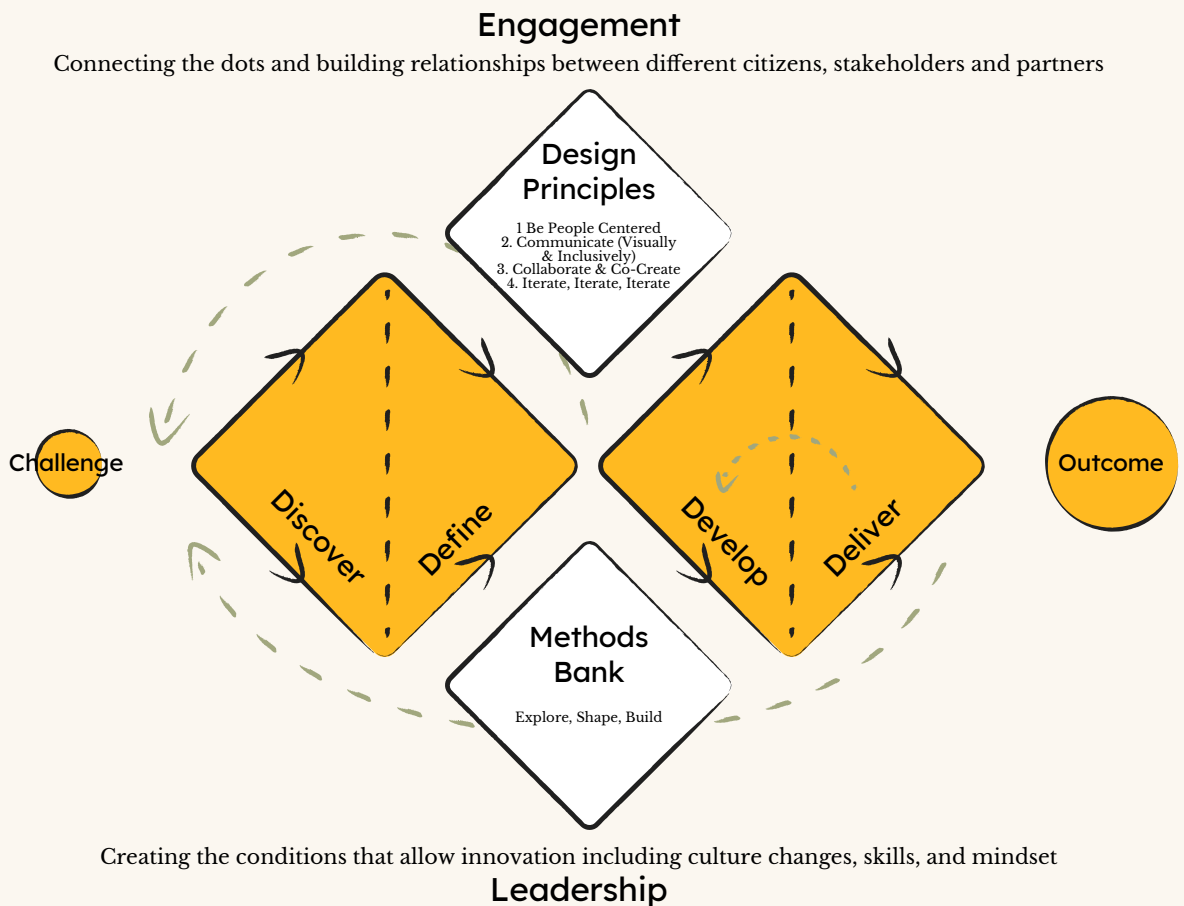 Engagement
Connecting the dots and building relationships between different citizens, stakeholders and partners
Design
Principles
1 Be People Centered
2. Communicate (Visually
& Inclusively)
3. Collaborate & Co-Create
4. Iterate, Iterate, Iterate
Challenge
Discover
Define
Develop
Deliver
Outcome
Methods
Bank
Explore, Shape, Build
Creating the conditions that allow innovation including culture changes, skills, and mindset
Leadership